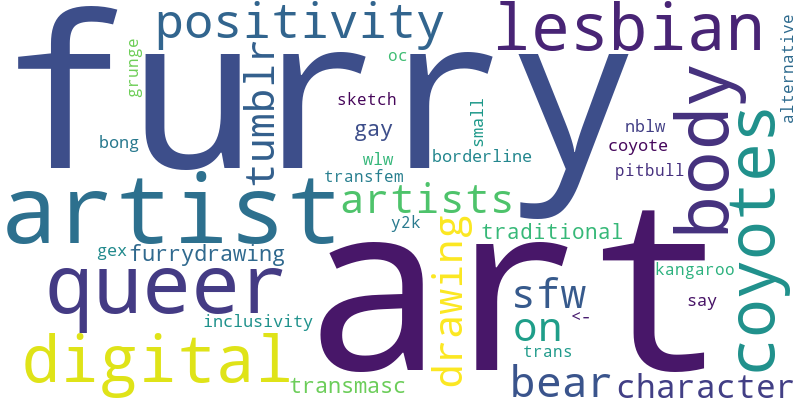 positivity
lesbian
furry
grunge
tumblr
oc
alternative
sketch
small
body
gay
nblw
bong
coyote
wlw
borderline
pitbull
transfem
coyotes
artist
artists
y2k
traditional
gex
furrydrawing
drawing
kangaroo
queer
art
sfw
say
<-
inclusivity
on
digital
trans
transmasc
bear
character